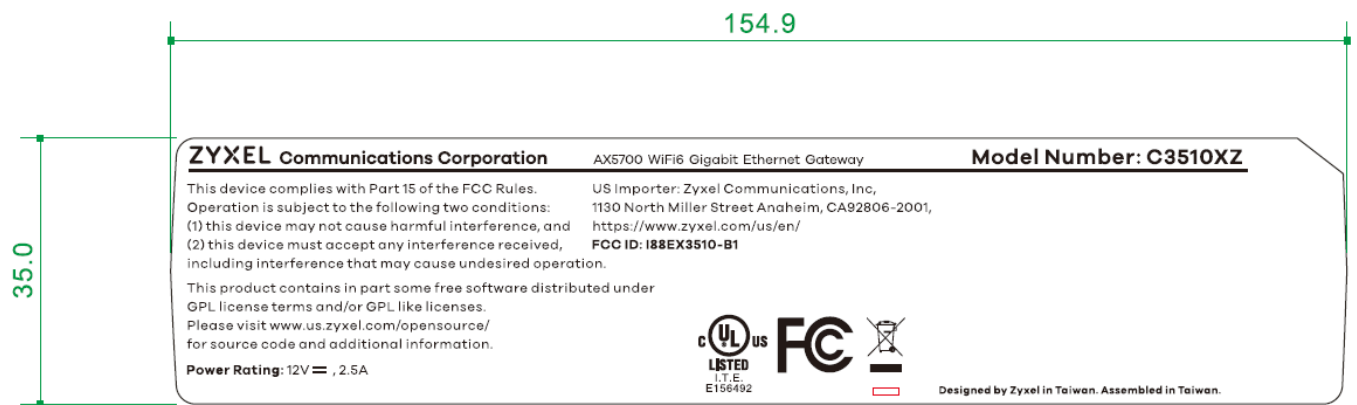 154.9
35.0
ZYXEL Communications Corporation AX5700 WiFi6 Gigabit Ethernet Gateway Model Number: C3510XZ
This device complies with Part 15 of the FCC Rules.
Operation is subject to the following two conditions:
(1) this device may not cause harmful interference, and
(2) this device must accept any interference received,
including interference that may cause undesired operation.
US Importer: Zyxel Communications, Inc,
1130 North Miller Street Anaheim, CA92806-2001,
https://www.zyxel.com/us/en/
FCC ID: I88EX3510-B1
This product contains in part some free software distributed under
GPL license terms and/or GPL like licenses.
Please visit www.us.zyxel.com/opensource/
for source code and additional information.
Power Rating: 12V⎓ , 2.5A
C UL US
LISTED
I.T.E.
E156492
FC
Designed by Zyxel in Taiwan. Assembled in Taiwan.